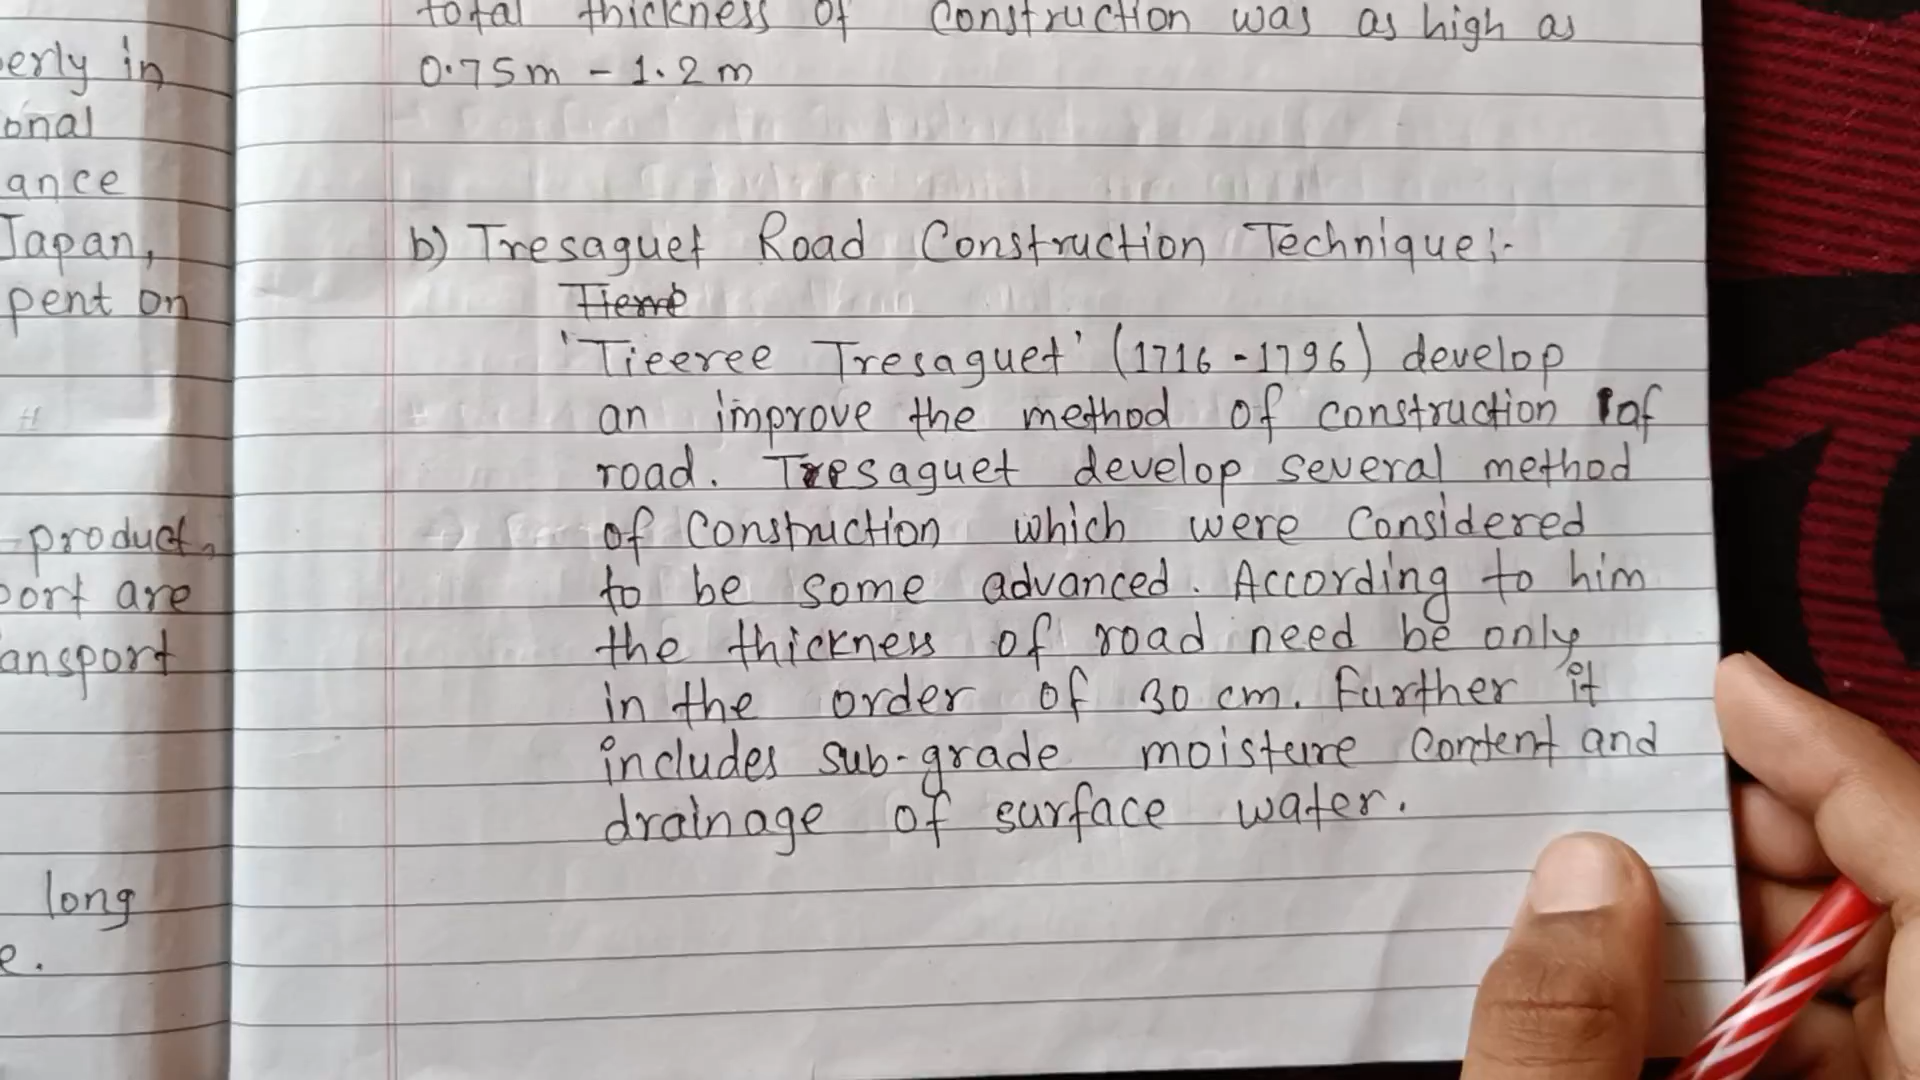 erly in
onal
ance
Japan,
pent on
product,
port are
ansport
long
e.
total thickness of construction was as high as
0.75m - 1.2 m
b) Tresaguet Road Construction Technique:-
'Tieeree Tresaguet' (1716-1796) develop
an improve the method of construction of
road. Tresaguet develop several method
of construction which were considered
to be some advanced. According to him
the thickness of road need be only
in the order of 30 cm. Further it
includes sub-grade moisture content and
drainage of surface water.